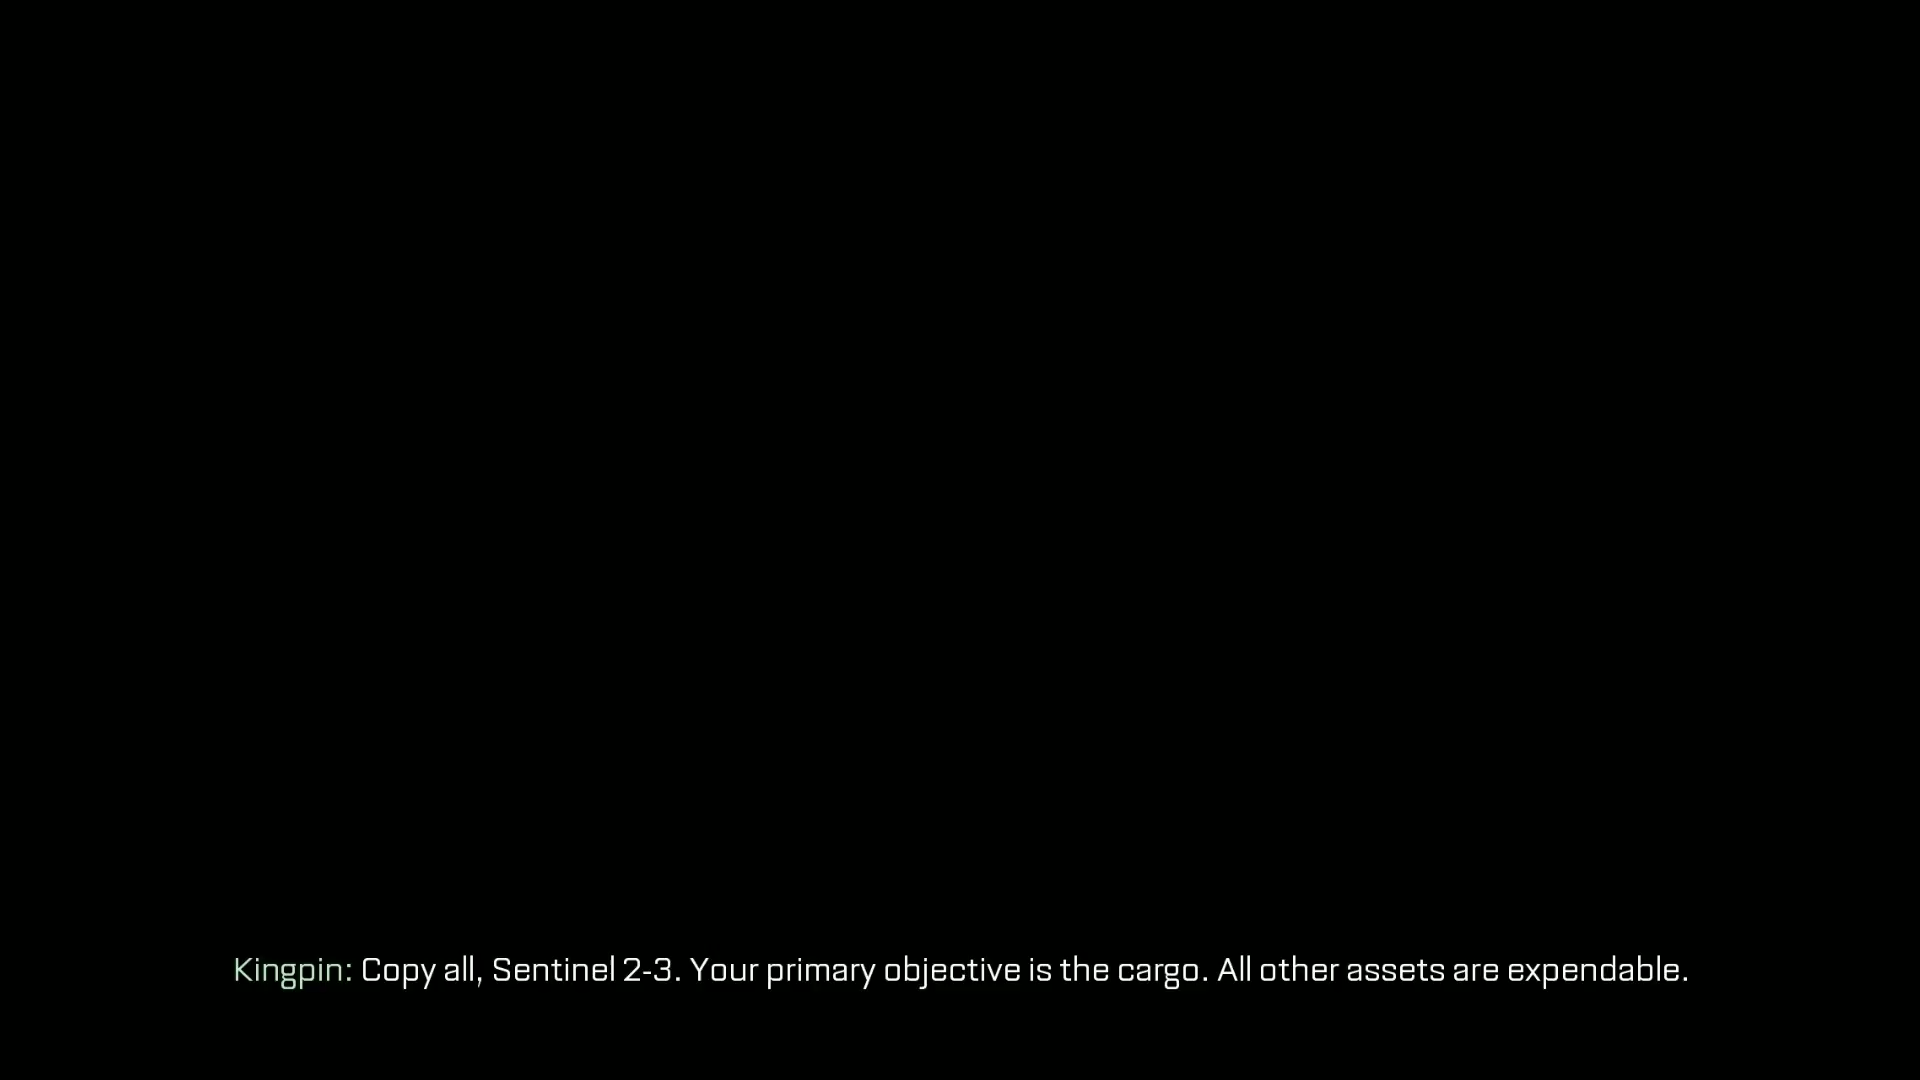 Kingpin: Copy all, Sentinel 2-3. Your primary objective is the cargo. All other assets are expendable.